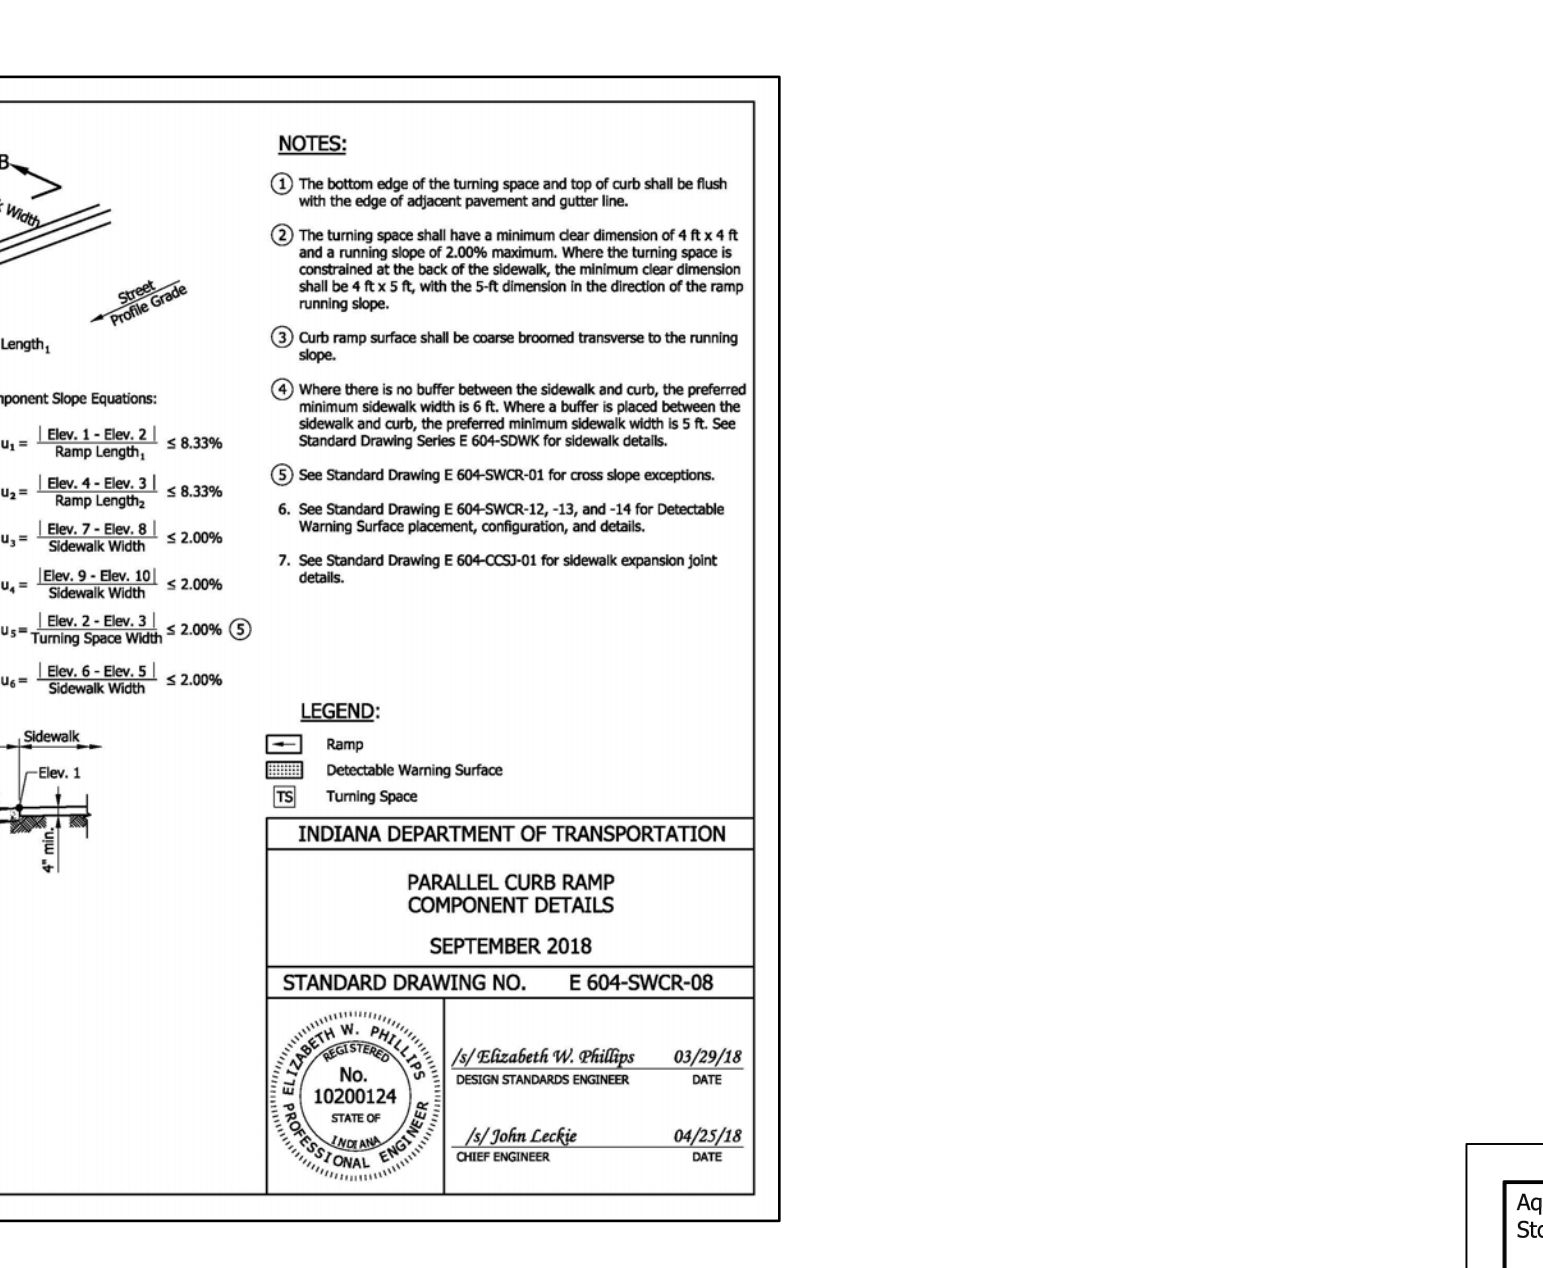 B
Width
Street
Profile Grade
Length1
Component Slope Equations:
u1 = | Elev. 1 - Elev. 2 | / Ramp Length1 ≤ 8.33%
u2 = | Elev. 4 - Elev. 3 | / Ramp Length2 ≤ 8.33%
u3 = | Elev. 7 - Elev. 8 | / Sidewalk Width ≤ 2.00%
u4 = |Elev. 9 - Elev. 10| / Sidewalk Width ≤ 2.00%
u5 = | Elev. 2 - Elev. 3 | / Turning Space Width ≤ 2.00% 5
u6 = | Elev. 6 - Elev. 5 | / Sidewalk Width ≤ 2.00%
Sidewalk
Elev. 1
4" min.
NOTES:
1 The bottom edge of the turning space and top of curb shall be flush
with the edge of adjacent pavement and gutter line.
2 The turning space shall have a minimum clear dimension of 4 ft x 4 ft
and a running slope of 2.00% maximum. Where the turning space is
constrained at the back of the sidewalk, the minimum clear dimension
shall be 4 ft x 5 ft, with the 5-ft dimension in the direction of the ramp
running slope.
3 Curb ramp surface shall be coarse broomed transverse to the running
slope.
4 Where there is no buffer between the sidewalk and curb, the preferred
minimum sidewalk width is 6 ft. Where a buffer is placed between the
sidewalk and curb, the preferred minimum sidewalk width is 5 ft. See
Standard Drawing Series E 604-SDWK for sidewalk details.
5 See Standard Drawing E 604-SWCR-01 for cross slope exceptions.
6. See Standard Drawing E 604-SWCR-12, -13, and -14 for Detectable
Warning Surface placement, configuration, and details.
7. See Standard Drawing E 604-CCSJ-01 for sidewalk expansion joint
details.
LEGEND:
Ramp
Detectable Warning Surface
TS Turning Space
INDIANA DEPARTMENT OF TRANSPORTATION
PARALLEL CURB RAMP
COMPONENT DETAILS
SEPTEMBER 2018
STANDARD DRAWING NO. E 604-SWCR-08
ELIZABETH W. PHILLIPS
REGISTERED
No.
10200124
STATE OF
INDIANA
PROFESSIONAL ENGINEER
/s/ Elizabeth W. Phillips 03/29/18
DESIGN STANDARDS ENGINEER DATE
/s/ John Leckie 04/25/18
CHIEF ENGINEER DATE